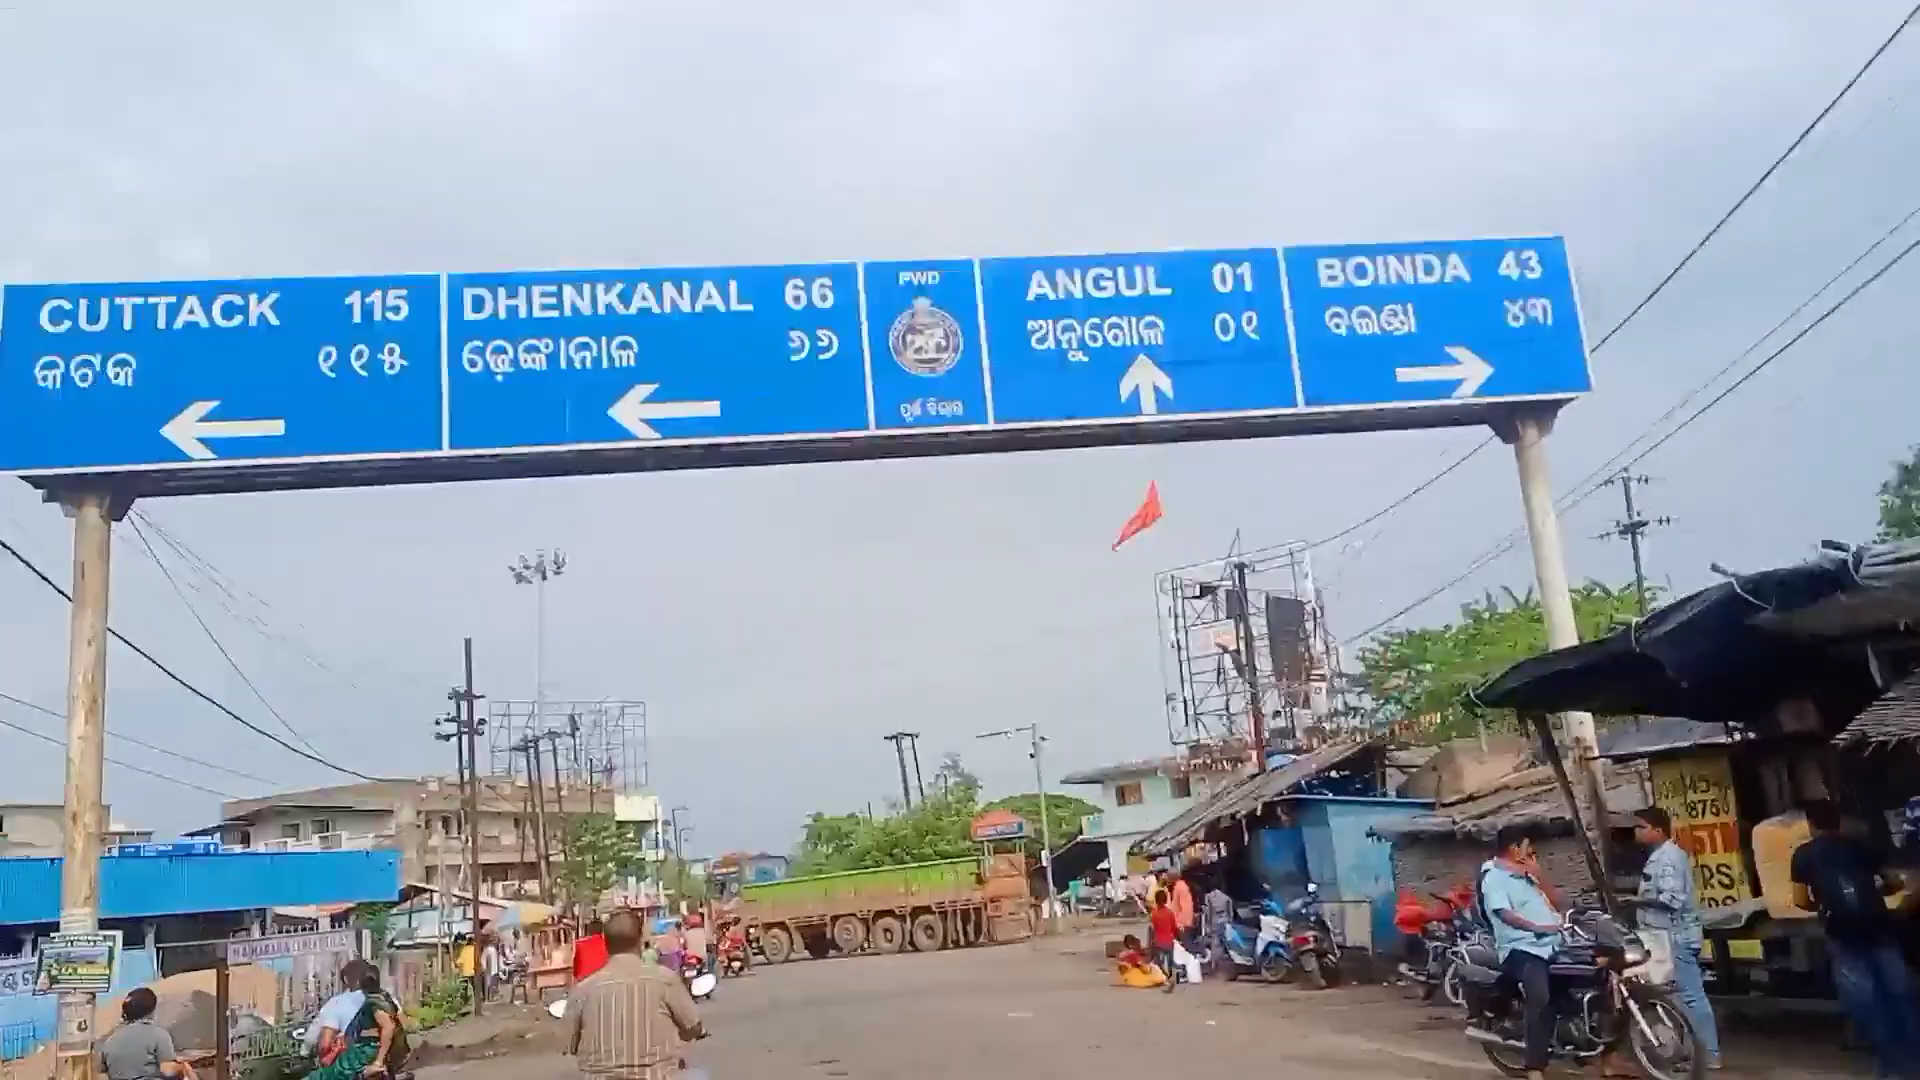 CUTTACK 115
କଟକ ୧୧୫
DHENKANAL 66
ଢ଼େଙ୍କାନାଳ ୬୬
PWD
ପୂର୍ତ୍ତ ବିଭାଗ
ANGUL 01
ଅନୁଗୋଳ ୦୧
BOINDA 43
ବଇଣ୍ଡା ୪୩